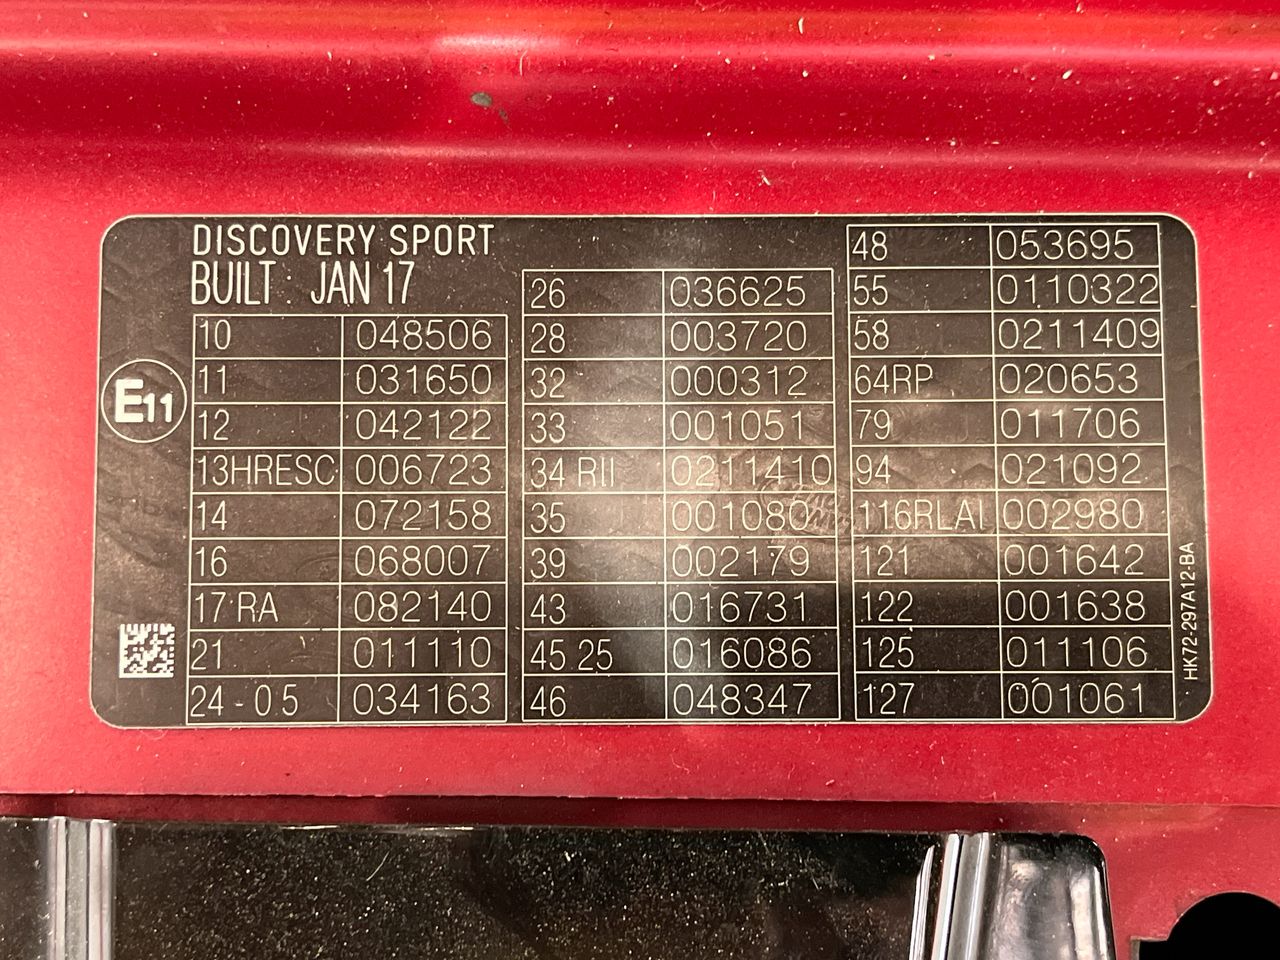 DISCOVERY SPORT
BUILT : JAN 17
E11
10 048506
11 031650
12 042122
13HRESC 006723
14 072158
16 068007
17 RA 082140
21 011110
24 - 0.5 034163
26 036625
28 003720
32 000312
33 001051
34 RII 0211410
35 001080
39 002179
43 016731
45 25 016086
46 048347
48 053695
55 0110322
58 0211409
64RP 020653
79 011706
94 021092
116RLAI 002980
121 001642
122 001638
125 011106
127 001061
HK72-297A12-BA